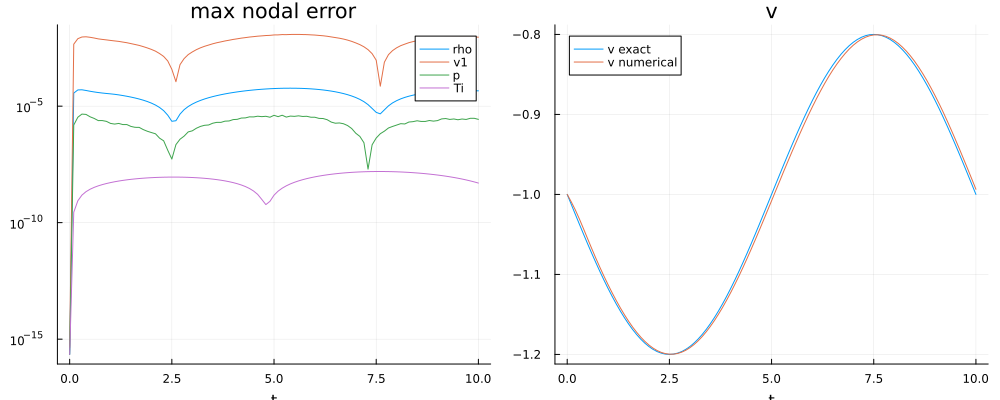 max nodal error
10⁻⁵
10⁻¹⁰
10⁻¹⁵
0.0 2.5 5.0 7.5 10.0
rho
v1
p
Ti
v
−0.8
−0.9
−1.0
−1.1
−1.2
0.0 2.5 5.0 7.5 10.0
v exact
v numerical